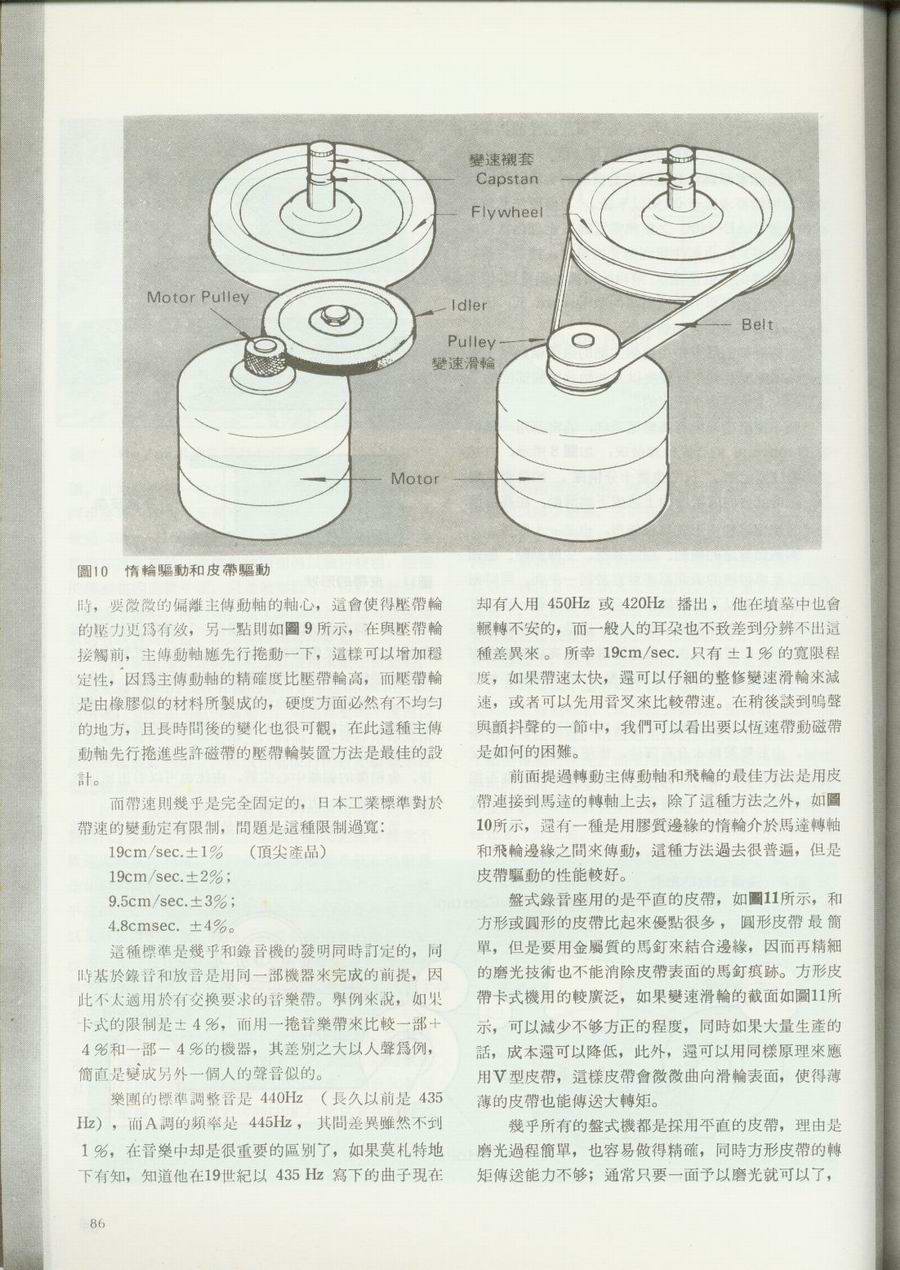 變速襯套
Capstan
Flywheel
Motor Pulley
Idler
Pulley
變速滑輪
Belt
Motor
圖10 惰輪驅動和皮帶驅動
時，要微微的偏離主傳動軸的軸心，這會使得壓帶輪
的壓力更爲有效，另一點則如圖9所示，在與壓帶輪
接觸前，主傳動軸應先行捲動一下，這樣可以增加穩
定性，因爲主傳動軸的精確度比壓帶輪高，而壓帶輪
是由橡膠似的材料所製成的，硬度方面必然有不均勻
的地方，且長時間後的變化也很可觀，在此這種主傳
動軸先行捲進些許磁帶的壓帶輪裝置方法是最佳的設
計。
而帶速則幾乎是完全固定的，日本工業標準對於
帶速的變動定有限制，問題是這種限制過寬：
19cm/sec.±1% （頂尖產品）
19cm/sec.±2%；
9.5cm/sec.±3%；
4.8cmsec. ±4%。
這種標準是幾乎和錄音機的發明同時訂定的，同
時基於錄音和放音是用同一部機器來完成的前提，因
此不太適用於有交換要求的音樂帶。舉例來說，如果
卡式的限制是±4%，而用一捲音樂帶來比較一部＋
4%和一部－4%的機器，其差別之大以人聲爲例，
簡直是變成另外一個人的聲音似的。
樂團的標準調整音是 440Hz （長久以前是 435
Hz），而A調的頻率是 445Hz，其間差異雖然不到
1%，在音樂中却是很重要的區別了，如果莫札特地
下有知，知道他在19世紀以 435 Hz 寫下的曲子現在
却有人用 450Hz 或 420Hz 播出，他在墳墓中也會
輾轉不安的，而一般人的耳朶也不致差到分辨不出這
種差異來。所幸 19cm/sec. 只有±1%的寬限程
度，如果帶速太快，還可以仔細的整修變速滑輪來減
速，或者可以先用音叉來比較帶速。在稍後談到嗚聲
與顫抖聲的一節中，我們可以看出要以恆速帶動磁帶
是如何的困難。
前面提過轉動主傳動軸和飛輪的最佳方法是用皮
帶連接到馬達的轉軸上去，除了這種方法之外，如圖
10所示，還有一種是用膠質邊緣的惰輪介於馬達轉軸
和飛輪邊緣之間來傳動，這種方法過去很普遍，但是
皮帶驅動的性能較好。
盤式錄音座用的是平直的皮帶，如圖11所示，和
方形或圓形的皮帶比起來優點很多，圓形皮帶最簡
單，但是要用金屬質的馬釘來結合邊緣，因而再精細
的磨光技術也不能消除皮帶表面的馬釘痕跡。方形皮
帶卡式機用的較廣泛，如果變速滑輪的截面如圖11所
示，可以減少不够方正的程度，同時如果大量生產的
話，成本還可以降低，此外，還可以用同樣原理來應
用V型皮帶，這樣皮帶會微微曲向滑輪表面，使得薄
薄的皮帶也能傳送大轉矩。
幾乎所有的盤式機都是採用平直的皮帶，理由是
磨光過程簡單，也容易做得精確，同時方形皮帶的轉
矩傳送能力不够；通常只要一面予以磨光就可以了，
86